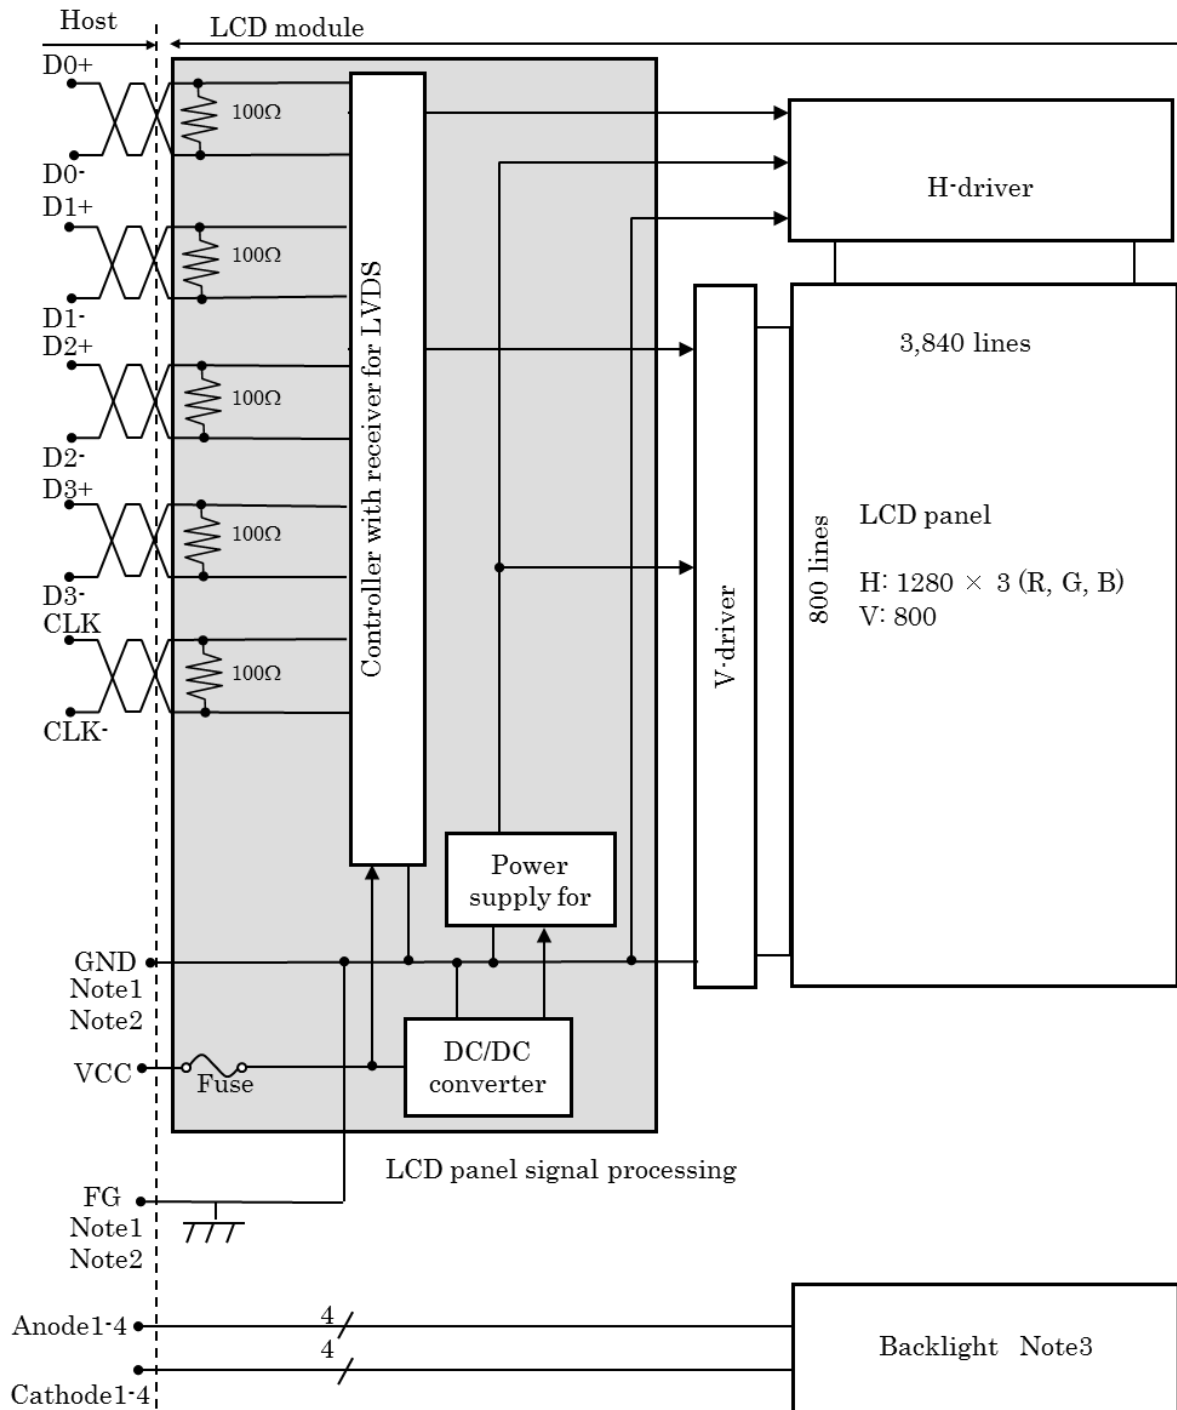 Host
LCD module
D0+
100Ω
D0-
D1+
100Ω
D1-
D2+
100Ω
D2-
D3+
100Ω
D3-
CLK
100Ω
CLK-
Controller with receiver for LVDS
H-driver
3,840 lines
800 lines
LCD panel
H: 1280 × 3 (R, G, B)
V: 800
V-driver
Power
supply for
GND
Note1
Note2
VCC
Fuse
DC/DC
converter
LCD panel signal processing
FG
Note1
Note2
Anode1-4
4
4
Cathode1-4
Backlight Note3